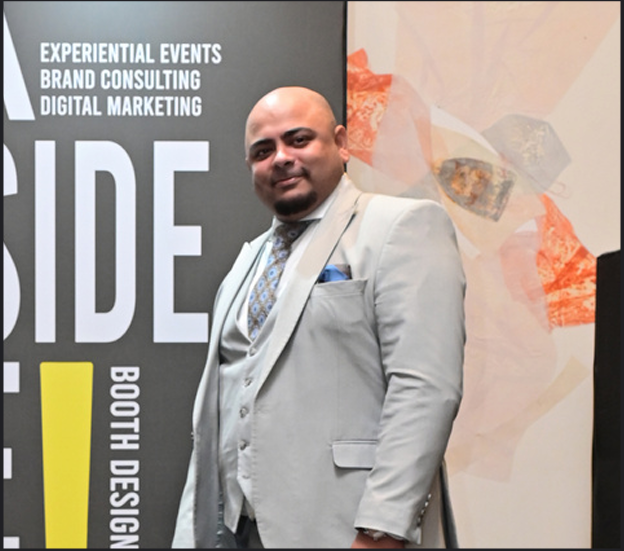 EXPERIENTIAL EVENTS
BRAND CONSULTING
DIGITAL MARKETING
SIDE
!
BOOTH DESIGN